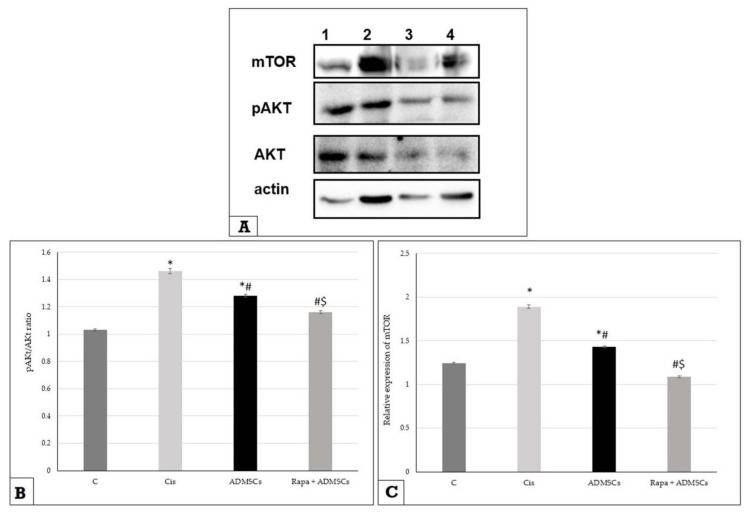 1 2 3 4
mTOR
pAKT
AKT
actin
A
1.6
1.4
1.2
1
0.8
0.6
0.4
0.2
0
pAKt/AKt ratio
*
*#
#$
C Cis ADMSCs Rapa + ADMSCs
B
2.5
2
1.5
1
0.5
0
Relative expression of mTOR
*
*#
#$
C Cis ADMSCs Rapa + ADMSCs
C